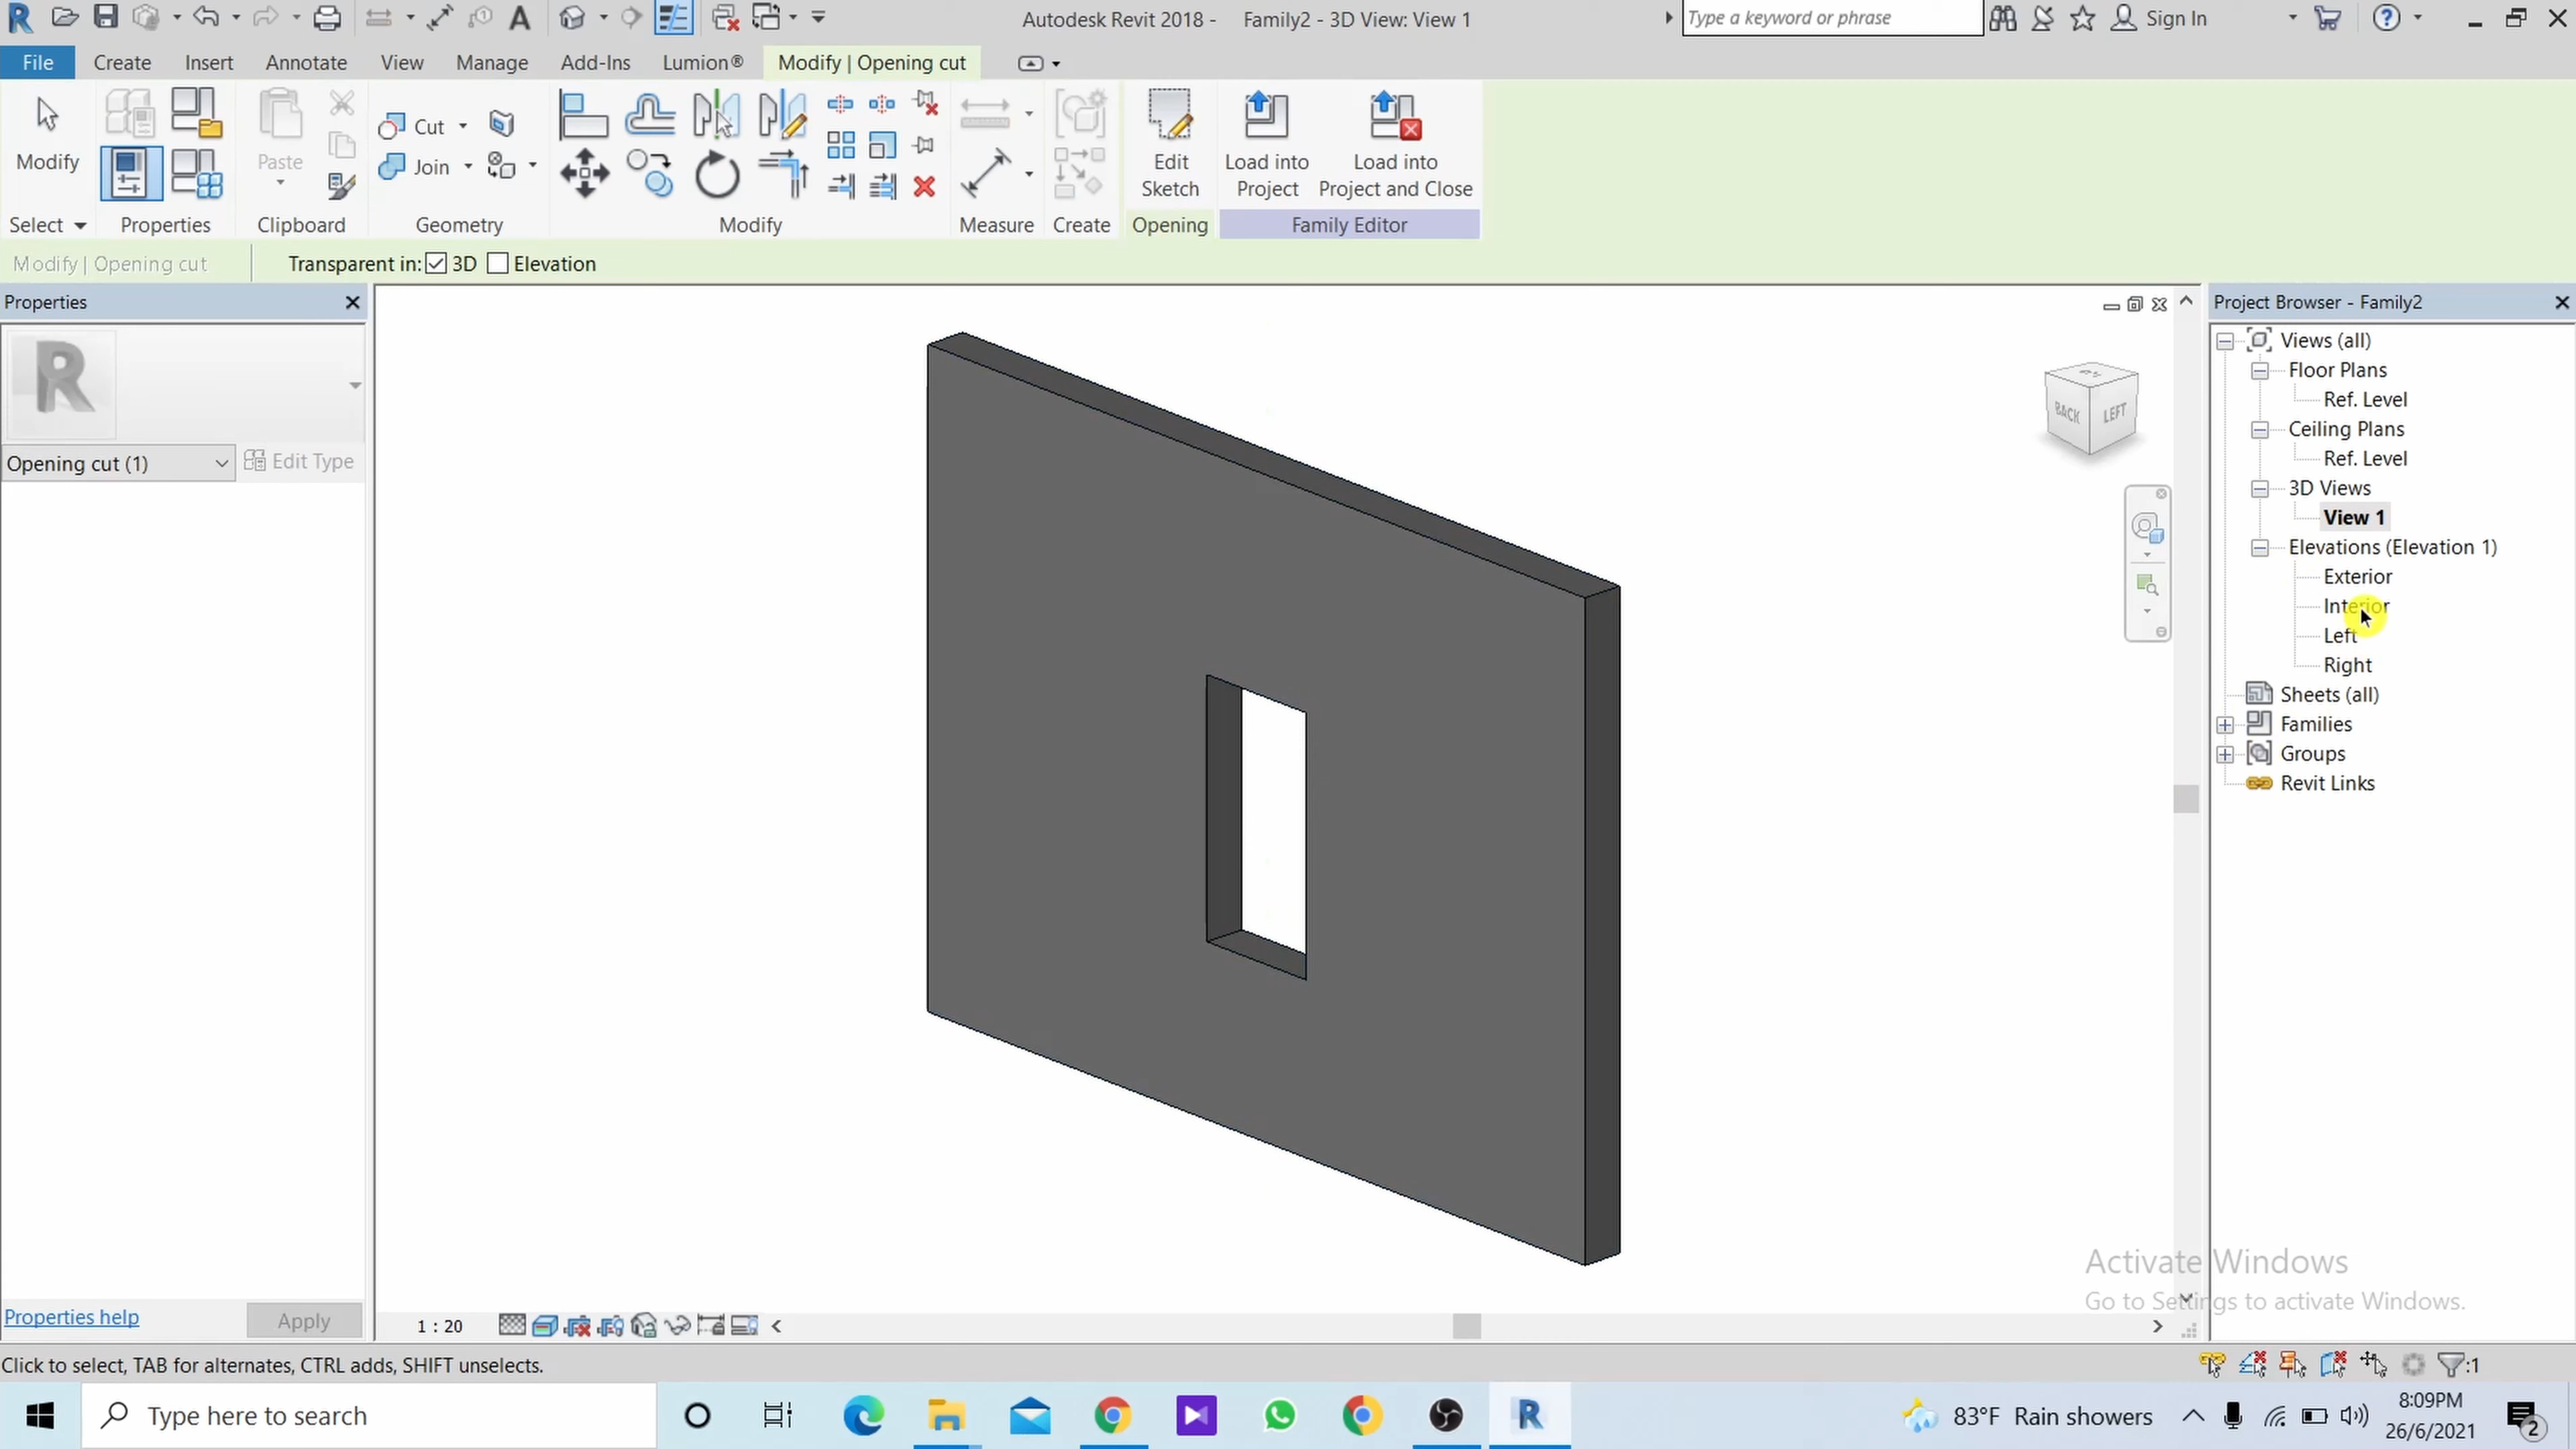 Autodesk Revit 2018 - Family2 - 3D View: View 1
Type a keyword or phrase
Sign In
File Create Insert Annotate View Manage Add-Ins Lumion® Modify | Opening cut
Modify
Paste
Cut
Join
Edit Sketch
Load into Project
Load into Project and Close
Select Properties Clipboard Geometry Modify Measure Create Opening Family Editor
Modify | Opening cut Transparent in: 3D Elevation
Properties
Opening cut (1) Edit Type
Properties help Apply
BACK LEFT
Project Browser - Family2
Views (all)
Floor Plans
Ref. Level
Ceiling Plans
Ref. Level
3D Views
View 1
Elevations (Elevation 1)
Exterior
Interior
Left
Right
Sheets (all)
Families
Groups
Revit Links
Activate Windows
Go to Settings to activate Windows.
1 : 20
Click to select, TAB for alternates, CTRL adds, SHIFT unselects.
:1
Type here to search
83°F Rain showers
8:09PM
26/6/2021
2